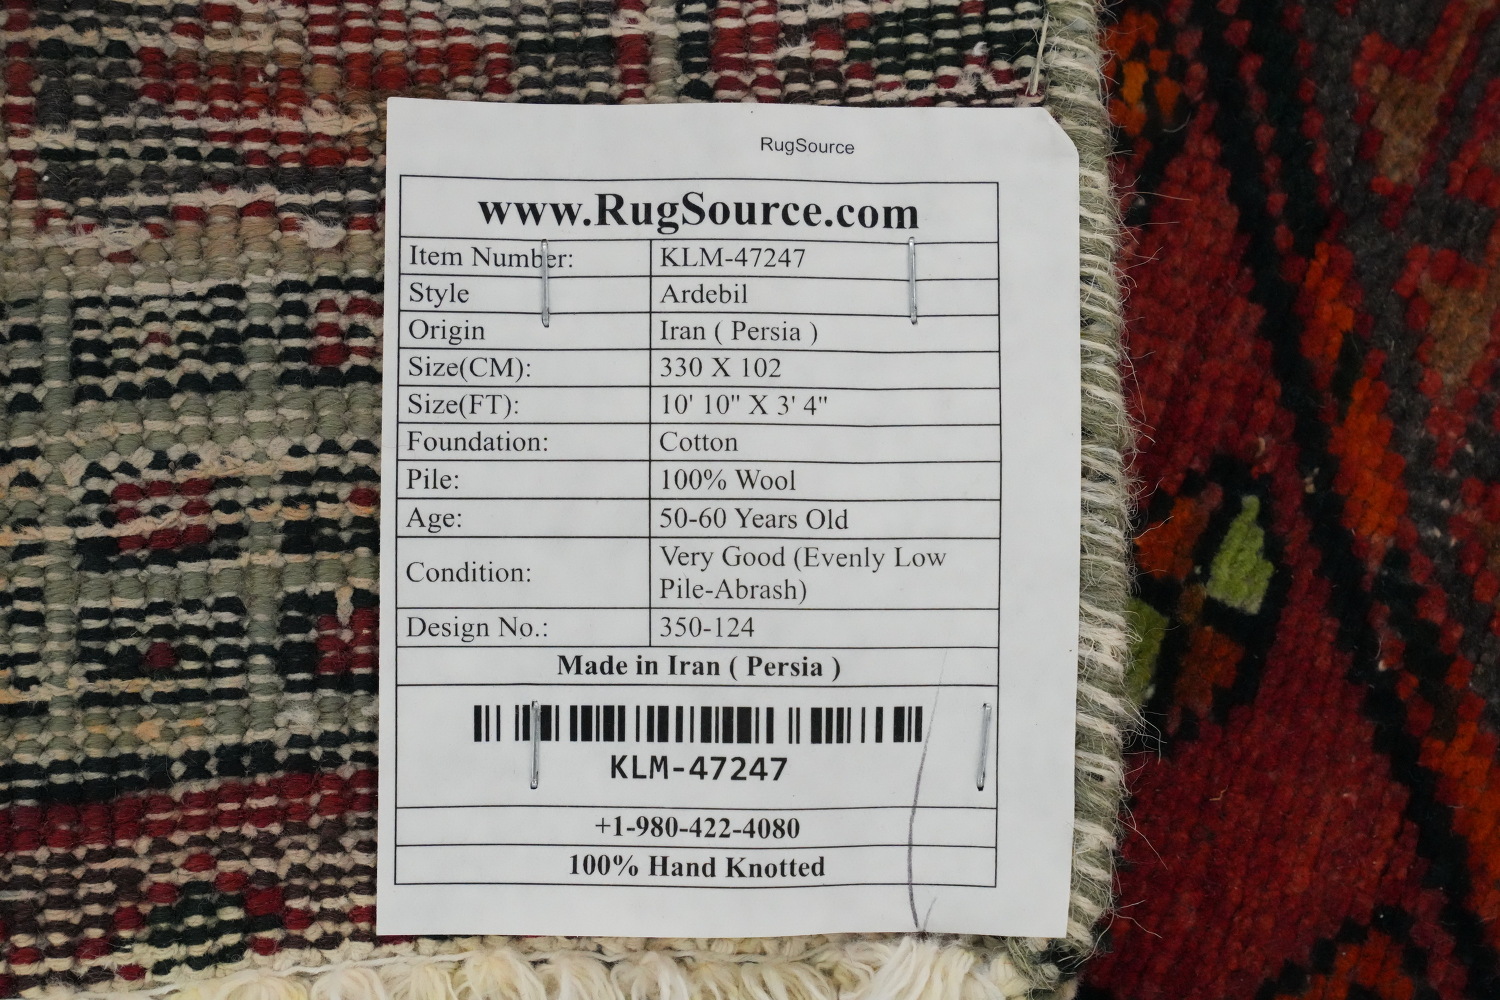 RugSource
www.RugSource.com
Item Number: KLM-47247
Style Ardebil
Origin Iran ( Persia )
Size(CM): 330 X 102
Size(FT): 10' 10" X 3' 4"
Foundation: Cotton
Pile: 100% Wool
Age: 50-60 Years Old
Condition: Very Good (Evenly Low
Pile-Abrash)
Design No.: 350-124
Made in Iran ( Persia )
KLM-47247
+1-980-422-4080
100% Hand Knotted